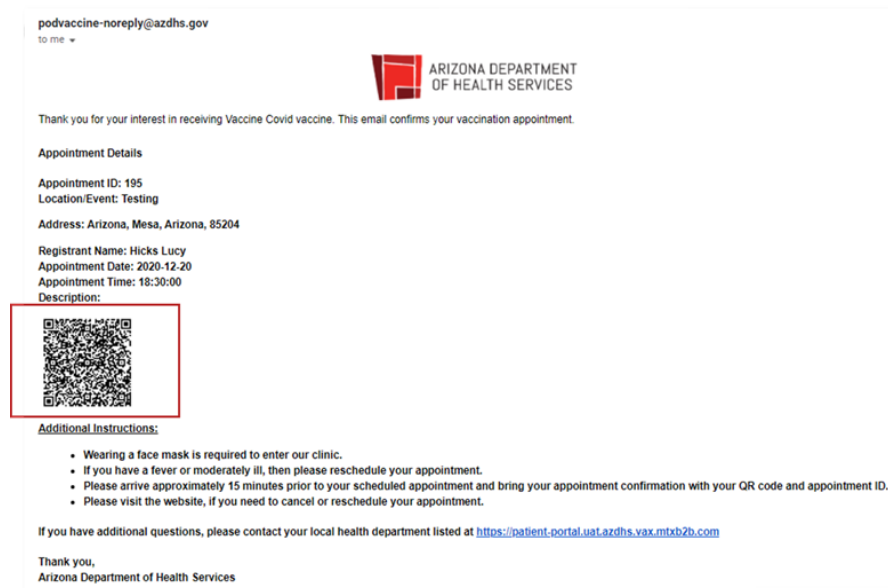 podvaccine-noreply@azdhs.gov
to me
ARIZONA DEPARTMENT
OF HEALTH SERVICES
Thank you for your interest in receiving Vaccine Covid vaccine. This email confirms your vaccination appointment.
Appointment Details
Appointment ID: 195
Location/Event: Testing
Address: Arizona, Mesa, Arizona, 85204
Registrant Name: Hicks Lucy
Appointment Date: 2020-12-20
Appointment Time: 18:30:00
Description:
Additional Instructions:
• Wearing a face mask is required to enter our clinic.
• If you have a fever or moderately ill, then please reschedule your appointment.
• Please arrive approximately 15 minutes prior to your scheduled appointment and bring your appointment confirmation with your QR code and appointment ID.
• Please visit the website, if you need to cancel or reschedule your appointment.
If you have additional questions, please contact your local health department listed at https://patient-portal.uat.azdhs.vax.mtxb2b.com
Thank you,
Arizona Department of Health Services